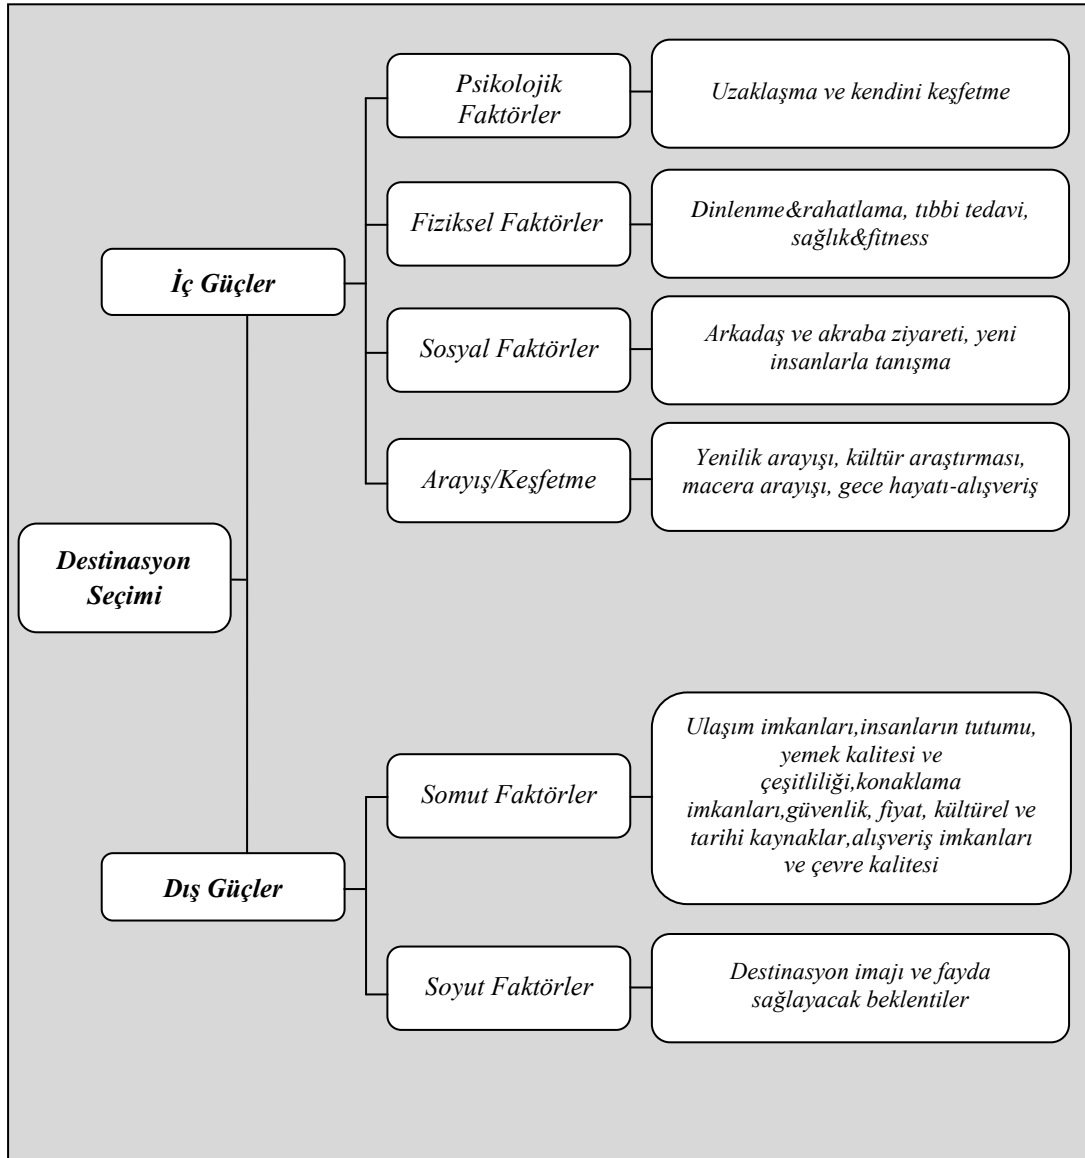 Psikolojik
Faktörler
Uzaklaşma ve kendini keşfetme
Fiziksel Faktörler
Dinlenme&rahatlama, tıbbi tedavi,
sağlık&fitness
İç Güçler
Sosyal Faktörler
Arkadaş ve akraba ziyareti, yeni
insanlarla tanışma
Arayış/Keşfetme
Yenilik arayışı, kültür araştırması,
macera arayışı, gece hayatı-alışveriş
Destinasyon
Seçimi
Somut Faktörler
Ulaşım imkanları,insanların tutumu,
yemek kalitesi ve
çeşitliliği,konaklama
imkanları,güvenlik, fiyat, kültürel ve
tarihi kaynaklar,alışveriş imkanları
ve çevre kalitesi
Dış Güçler
Soyut Faktörler
Destinasyon imajı ve fayda
sağlayacak beklentiler